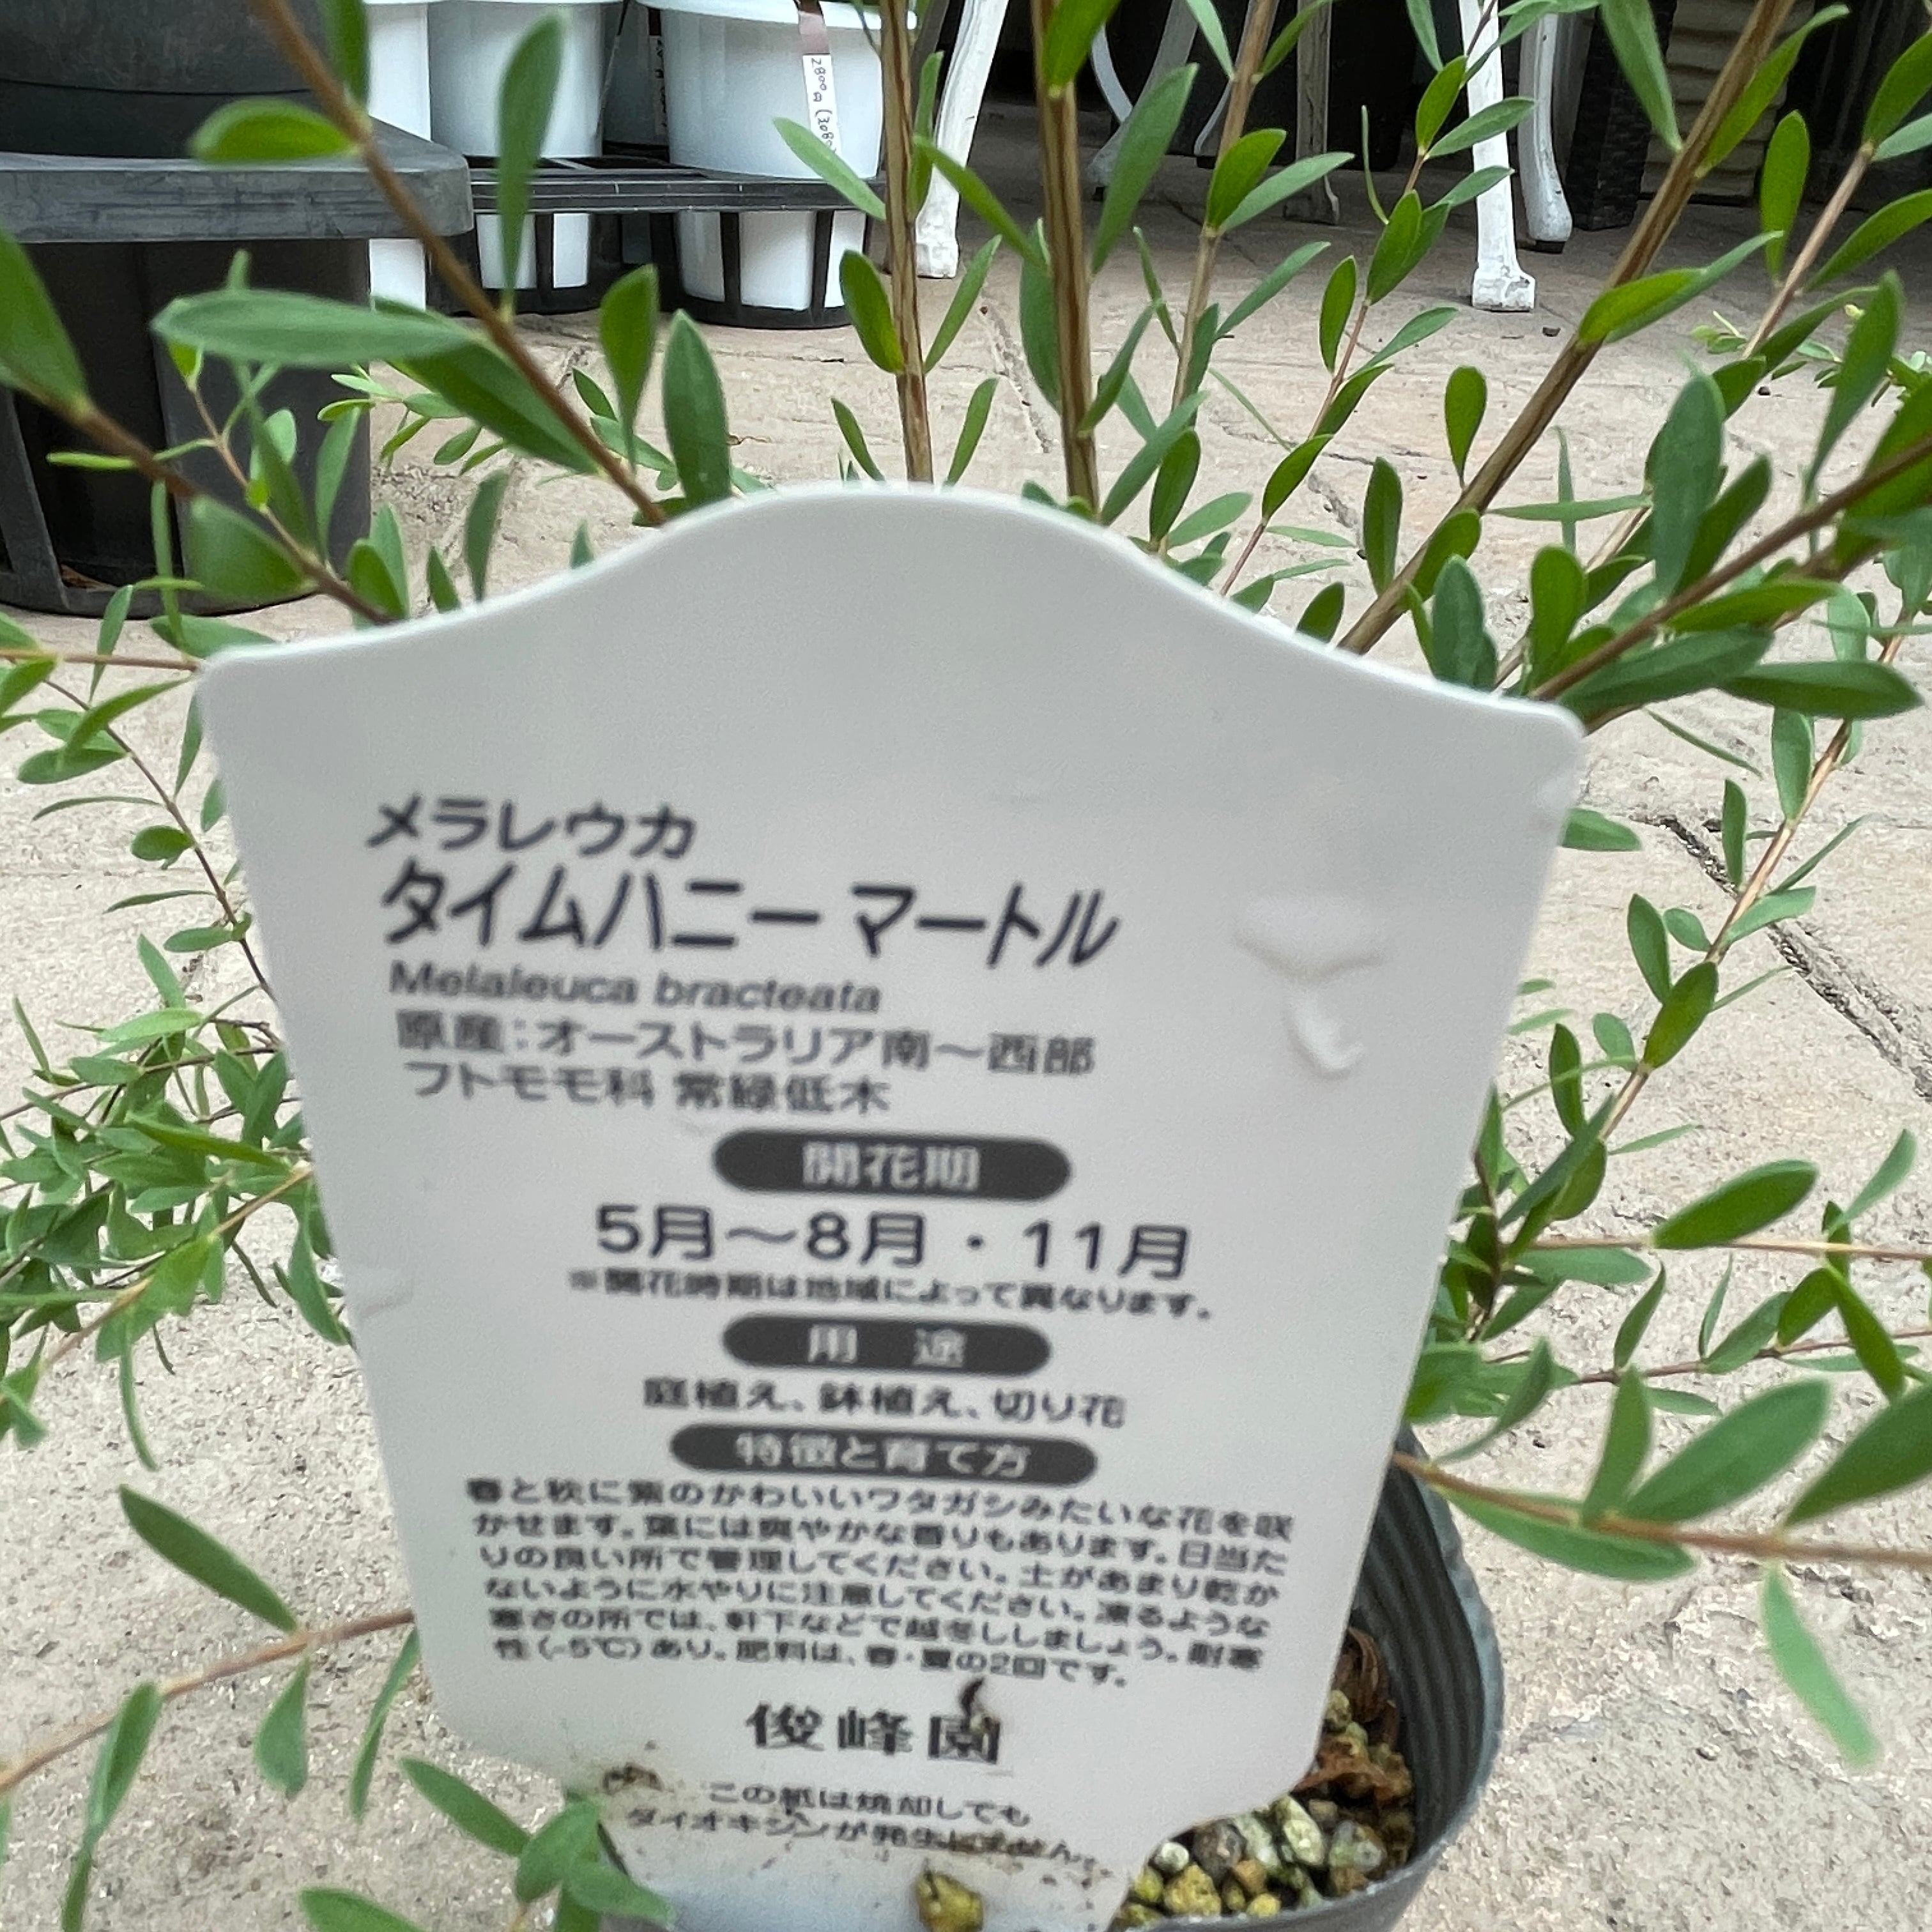 2800円(308
メラレウカ
タイムハニー マートル
Melaleuca bracteata
原産：オーストラリア南～西部
フトモモ科 常緑低木
開花期
5月～8月・11月
※開花時期は地域によって異なります。
用 途
庭植え、鉢植え、切り花
特徴と育て方
春と秋に紫のかわいいワタガシみたいな花を咲
かせます。葉には爽やかな香りもあります。日当た
りの良い所で管理してください。土があまり乾か
ないように水やりに注意してください。凍るような
寒さの所では、軒下などで越冬ししましょう。耐寒
性(-5℃)あり。肥料は、春・夏の2回です。
俊峰園
この紙は焼却しても
ダイオキシンが発生しません。